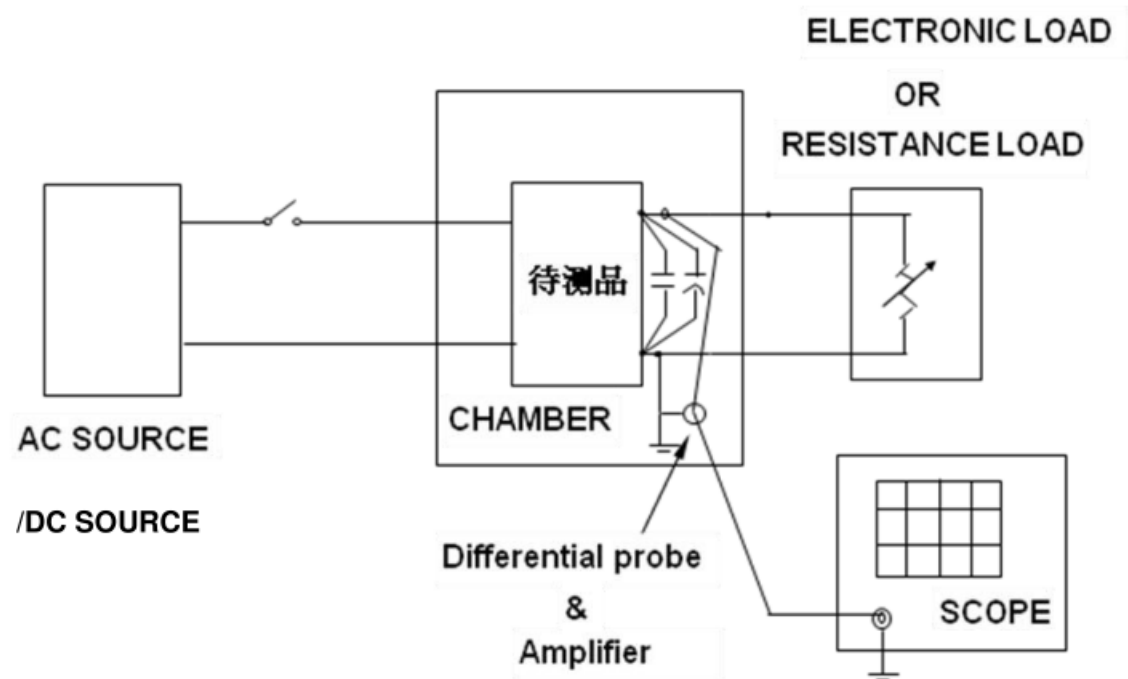 ELECTRONIC LOAD
OR
RESISTANCE LOAD
待测品
CHAMBER
AC SOURCE
/DC SOURCE
Differential probe
&
Amplifier
SCOPE